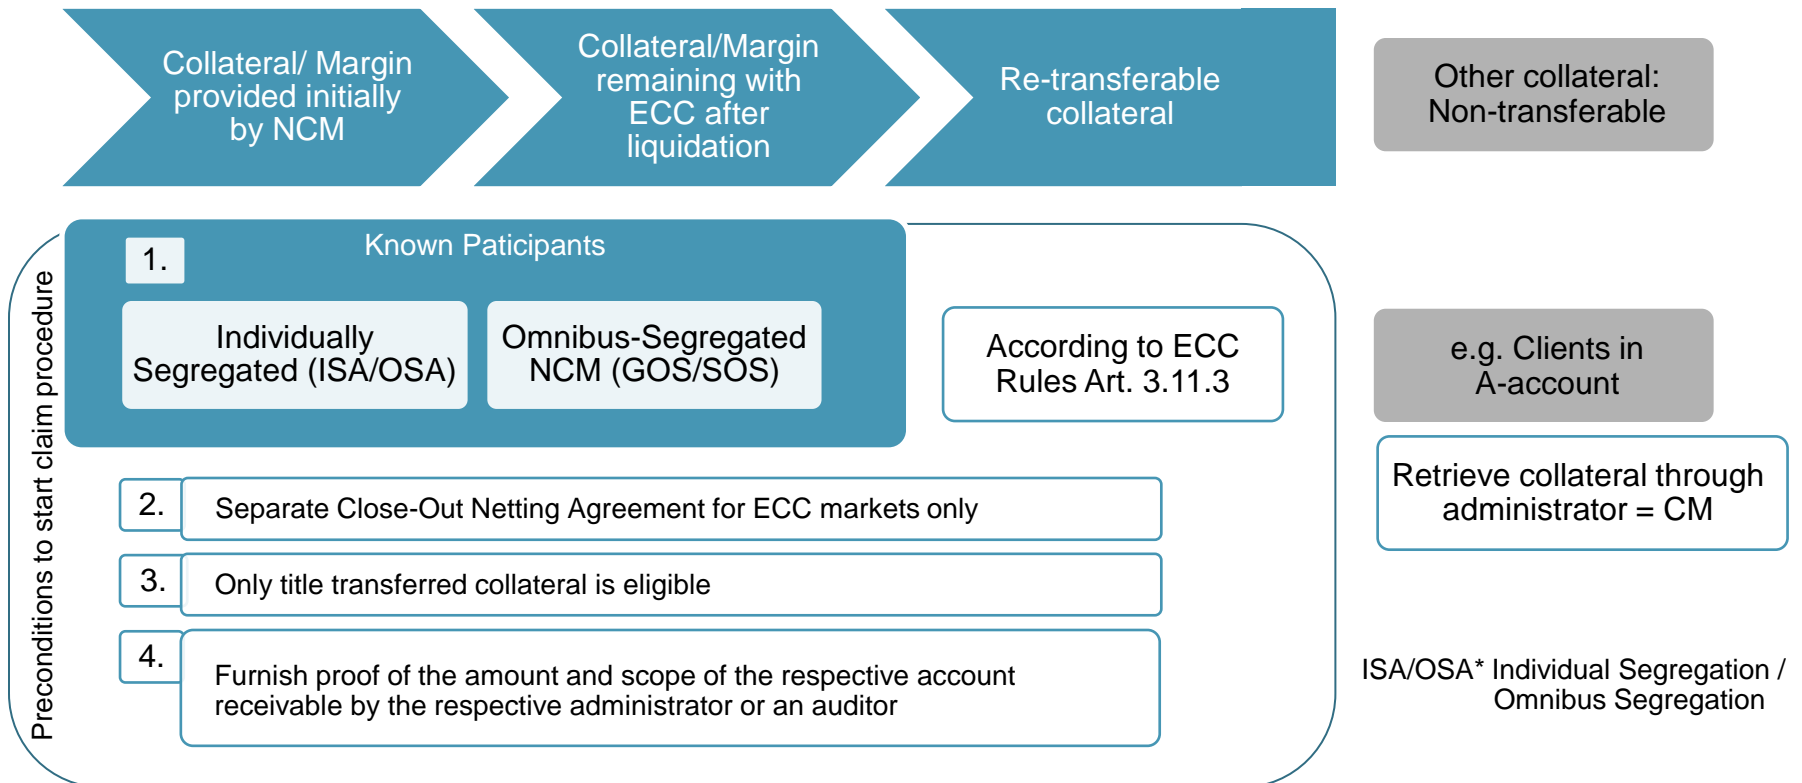 Collateral/ Margin
provided initially
by NCM
Collateral/Margin
remaining with
ECC after
liquidation
Re-transferable
collateral
Other collateral:
Non-transferable
Preconditions to start claim procedure
1.
Known Paticipants
Individually
Segregated (ISA/OSA)
Omnibus-Segregated
NCM (GOS/SOS)
According to ECC
Rules Art. 3.11.3
e.g. Clients in
A-account
Retrieve collateral through
administrator = CM
2.
Separate Close-Out Netting Agreement for ECC markets only
3.
Only title transferred collateral is eligible
4.
Furnish proof of the amount and scope of the respective account
receivable by the respective administrator or an auditor
ISA/OSA* Individual Segregation /
Omnibus Segregation